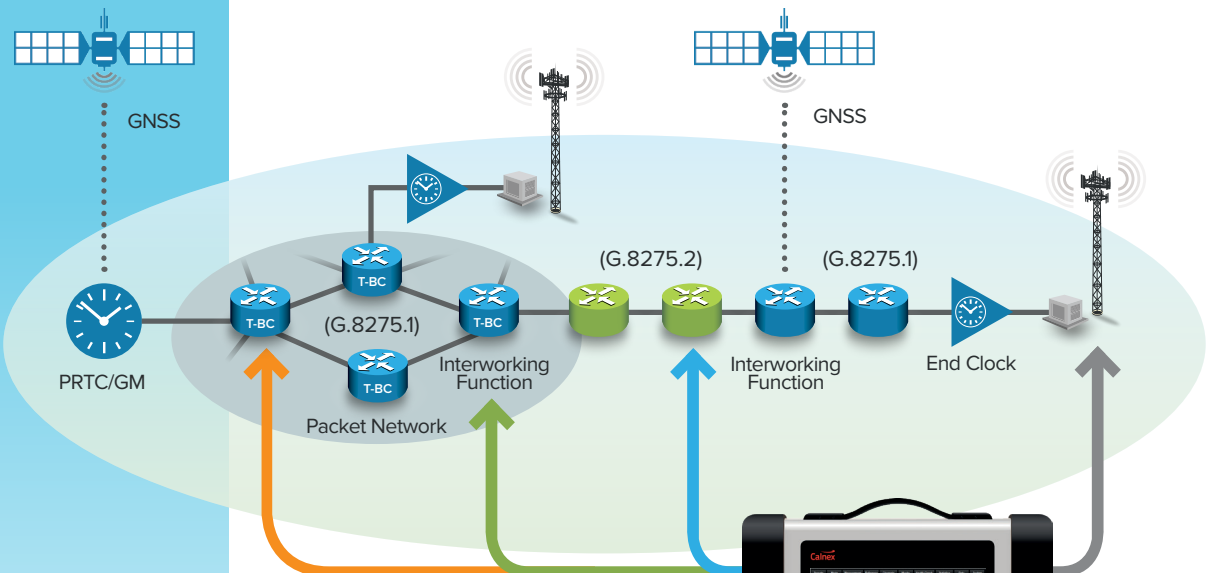 GNSS
GNSS
(G.8275.2)
(G.8275.1)
T-BC
T-BC
(G.8275.1)
T-BC
T-BC
PRTC/GM
Interworking
Function
Interworking
Function
End Clock
Packet Network
Calnex